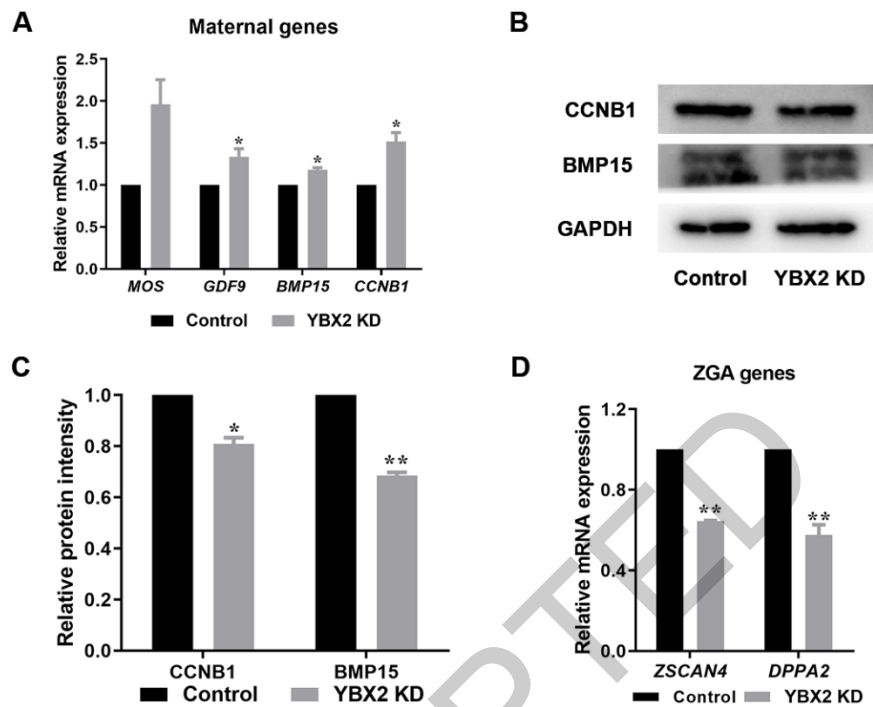 A
Maternal genes
Relative mRNA expression
2.5
2.0
1.5
1.0
0.5
0.0
*
*
*
MOS GDF9 BMP15 CCNB1
Control YBX2 KD
B
CCNB1
BMP15
GAPDH
Control YBX2 KD
C
Relative protein intensity
1.0
0.8
0.6
0.4
0.2
0.0
*
**
CCNB1 BMP15
Control YBX2 KD
D
ZGA genes
Relative mRNA expression
1.2
0.8
0.4
0.0
**
**
ZSCAN4 DPPA2
Control YBX2 KD
PTED